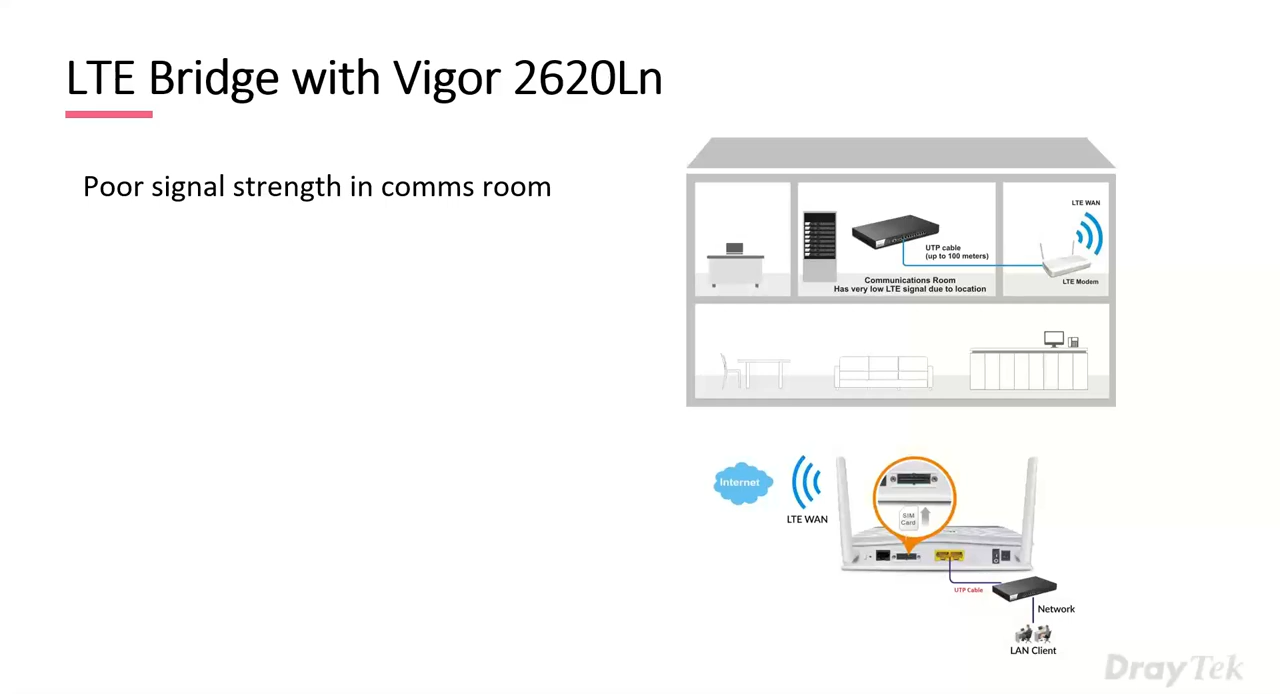 LTE Bridge with Vigor 2620Ln
Poor signal strength in comms room
LTE WAN
UTP cable
(up to 100 meters)
Communications Room
Has very low LTE signal due to location
LTE Modem
Internet
LTE WAN
SIM
Card
UTP Cable
Network
LAN Client
DrayTek